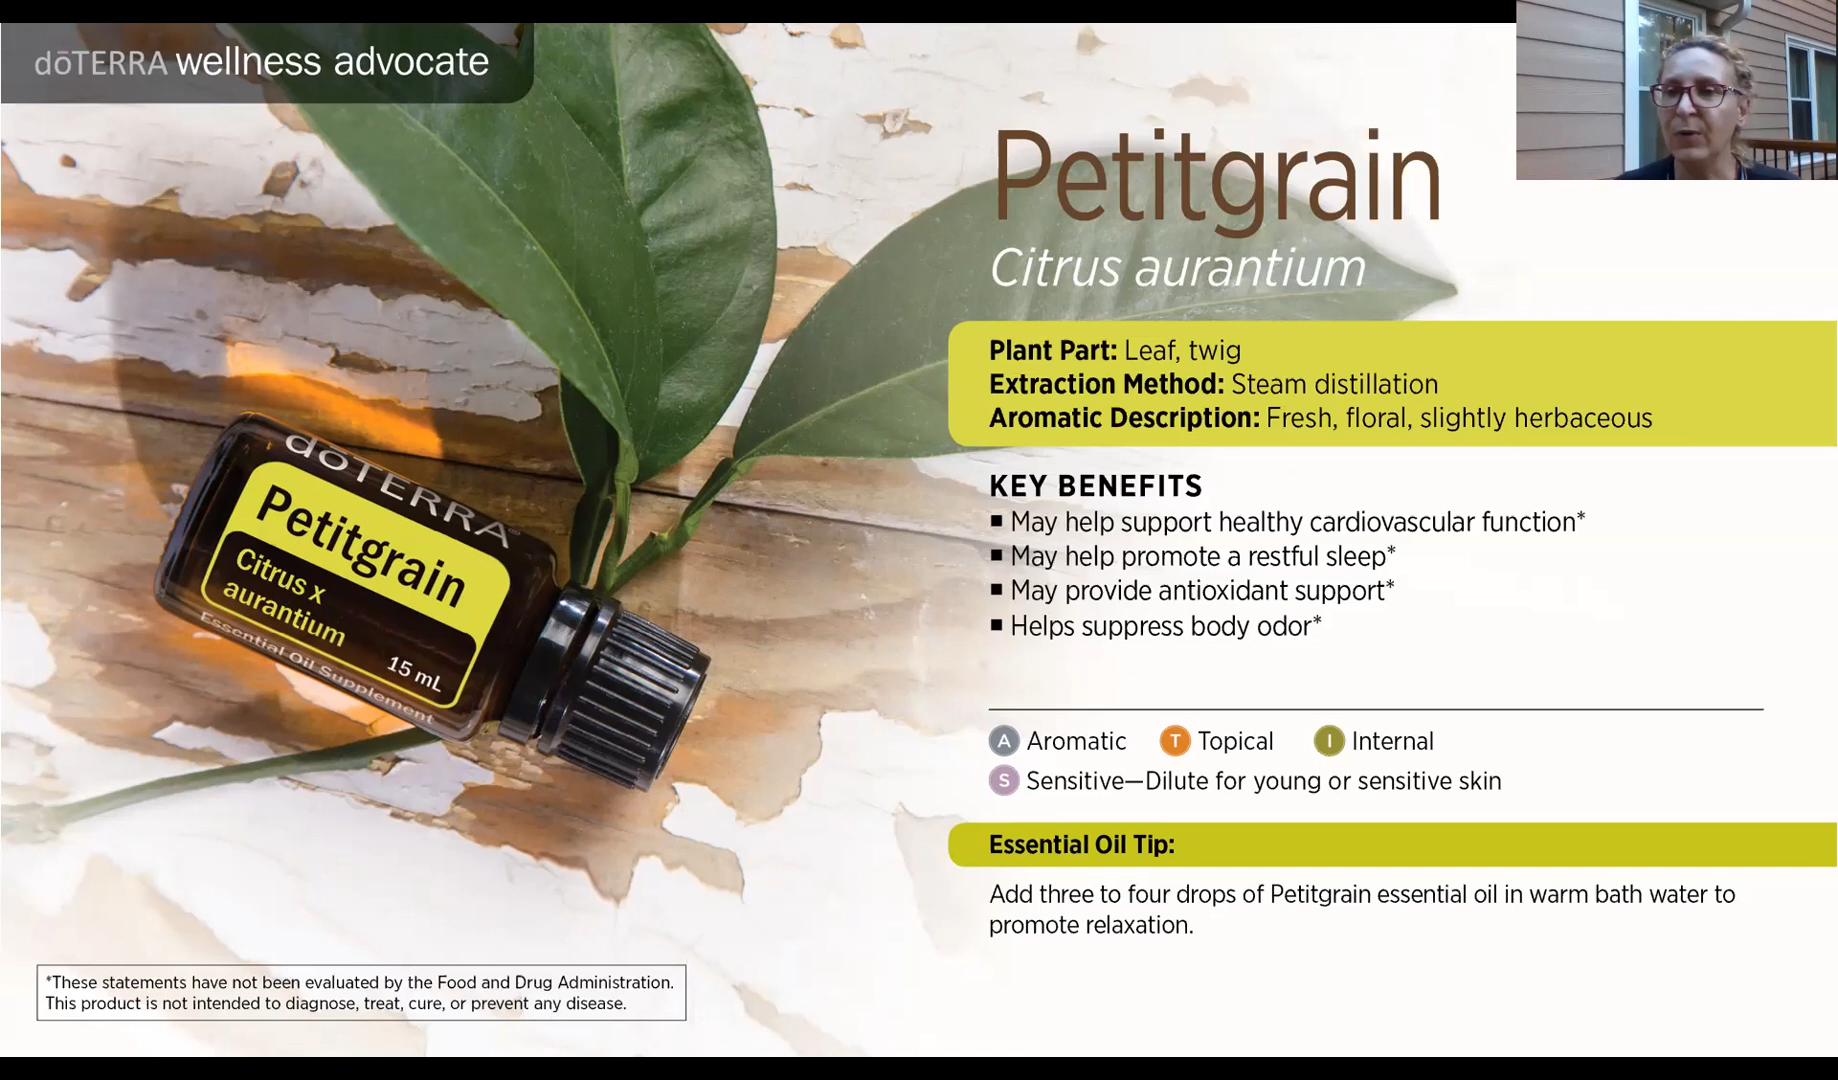 dōTERRA wellness advocate
Petitgrain
Citrus aurantium
Plant Part: Leaf, twig
Extraction Method: Steam distillation
Aromatic Description: Fresh, floral, slightly herbaceous
KEY BENEFITS
▪ May help support healthy cardiovascular function*
▪ May help promote a restful sleep*
▪ May provide antioxidant support*
▪ Helps suppress body odor*
A Aromatic T Topical I Internal
S Sensitive—Dilute for young or sensitive skin
Essential Oil Tip:
Add three to four drops of Petitgrain essential oil in warm bath water to
promote relaxation.
dōTERRA
Petitgrain
Citrus x
aurantium
Essential Oil Supplement
15 mL
*These statements have not been evaluated by the Food and Drug Administration.
This product is not intended to diagnose, treat, cure, or prevent any disease.